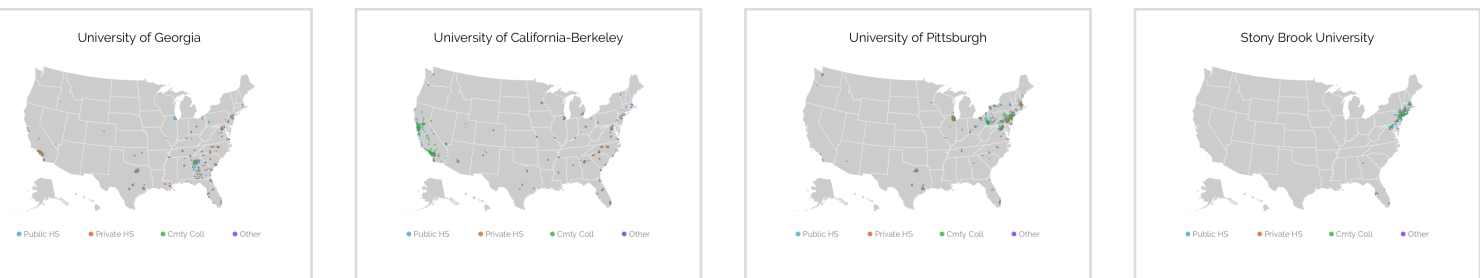 University of Georgia
Public HS
Private HS
Cmty Coll
Other
University of California-Berkeley
Public HS
Private HS
Cmty Coll
Other
University of Pittsburgh
Public HS
Private HS
Cmty Coll
Other
Stony Brook University
Public HS
Private HS
Cmty Coll
Other